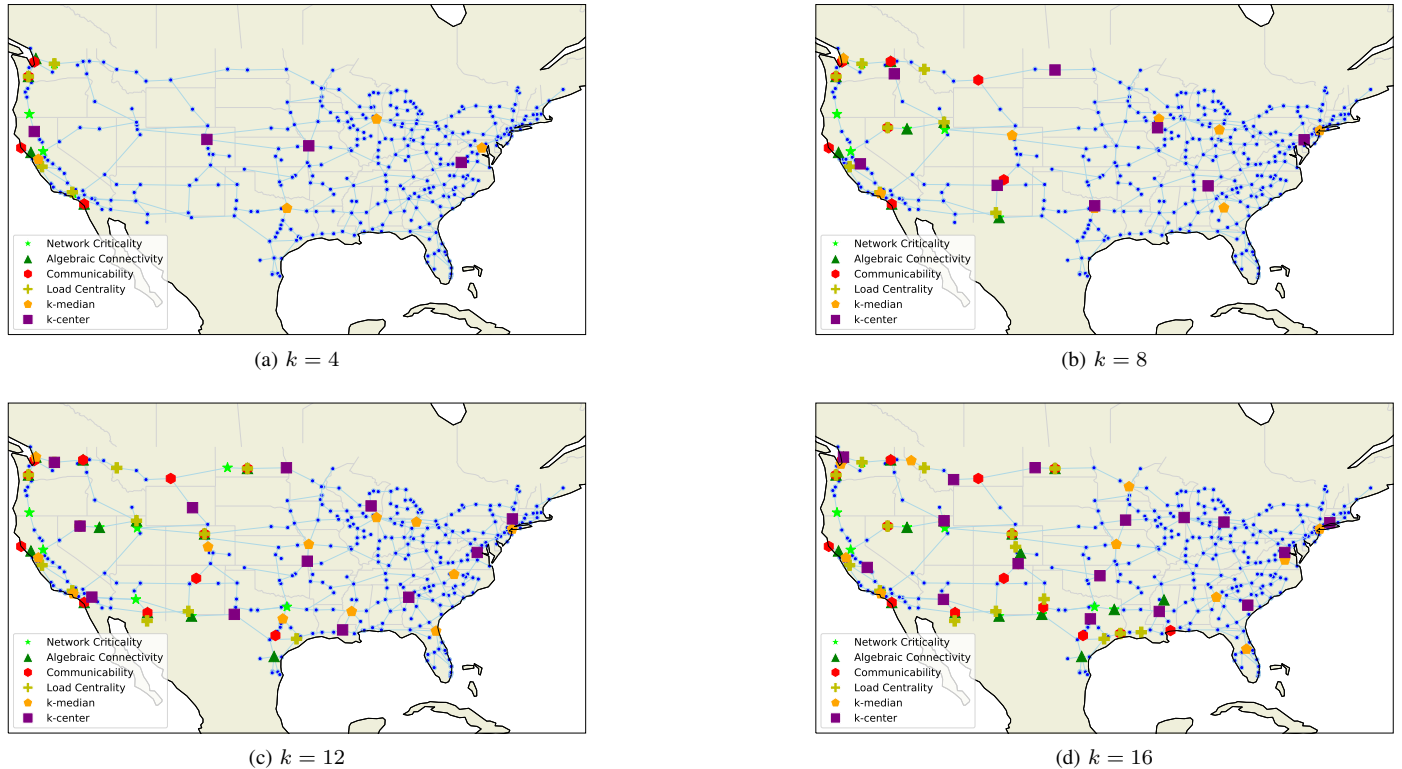 Network Criticality
Algebraic Connectivity
Communicability
Load Centrality
k-median
k-center
(a) k = 4
Network Criticality
Algebraic Connectivity
Communicability
Load Centrality
k-median
k-center
(b) k = 8
Network Criticality
Algebraic Connectivity
Communicability
Load Centrality
k-median
k-center
(c) k = 12
Network Criticality
Algebraic Connectivity
Communicability
Load Centrality
k-median
k-center
(d) k = 16